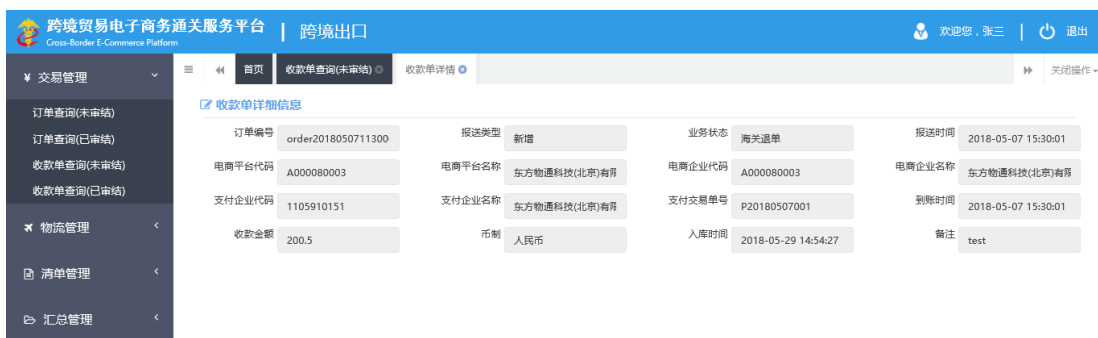 跨境贸易电子商务通关服务平台 | 跨境出口
Cross-Border E-Commerce Platform
欢迎您，张三 | 退出
首页 收款单查询(未审结) 收款单详情 关闭操作
¥ 交易管理
订单查询(未审结)
订单查询(已审结)
收款单查询(未审结)
收款单查询(已审结)
物流管理
清单管理
汇总管理
收款单详细信息
订单编号 order2018050711300 报送类型 新增 业务状态 海关退单 报送时间 2018-05-07 15:30:01
电商平台代码 A000080003 电商平台名称 东方物通科技(北京)有限 电商企业代码 A000080003 电商企业名称 东方物通科技(北京)有限
支付企业代码 1105910151 支付企业名称 东方物通科技(北京)有限 支付交易单号 P20180507001 到账时间 2018-05-07 15:30:01
收款金额 200.5 币制 人民币 入库时间 2018-05-29 14:54:27 备注 test